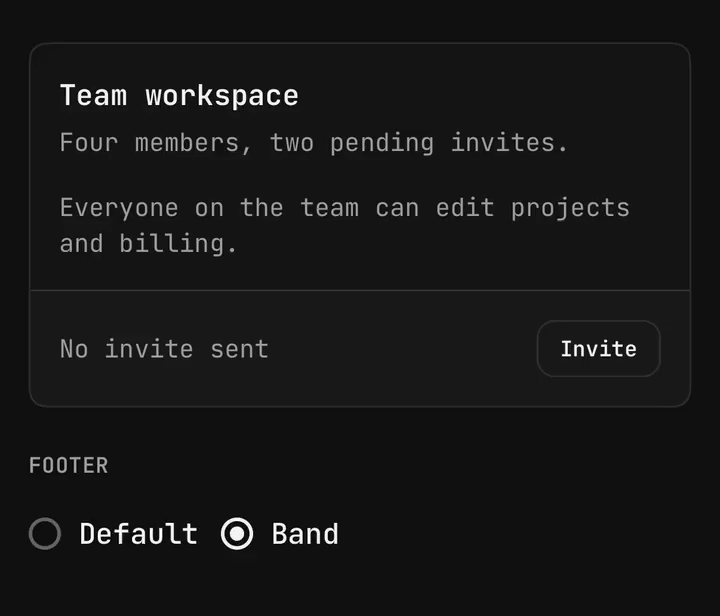 Team workspace
Four members, two pending invites.
Everyone on the team can edit projects
and billing.
No invite sent
Invite
FOOTER
Default
Band